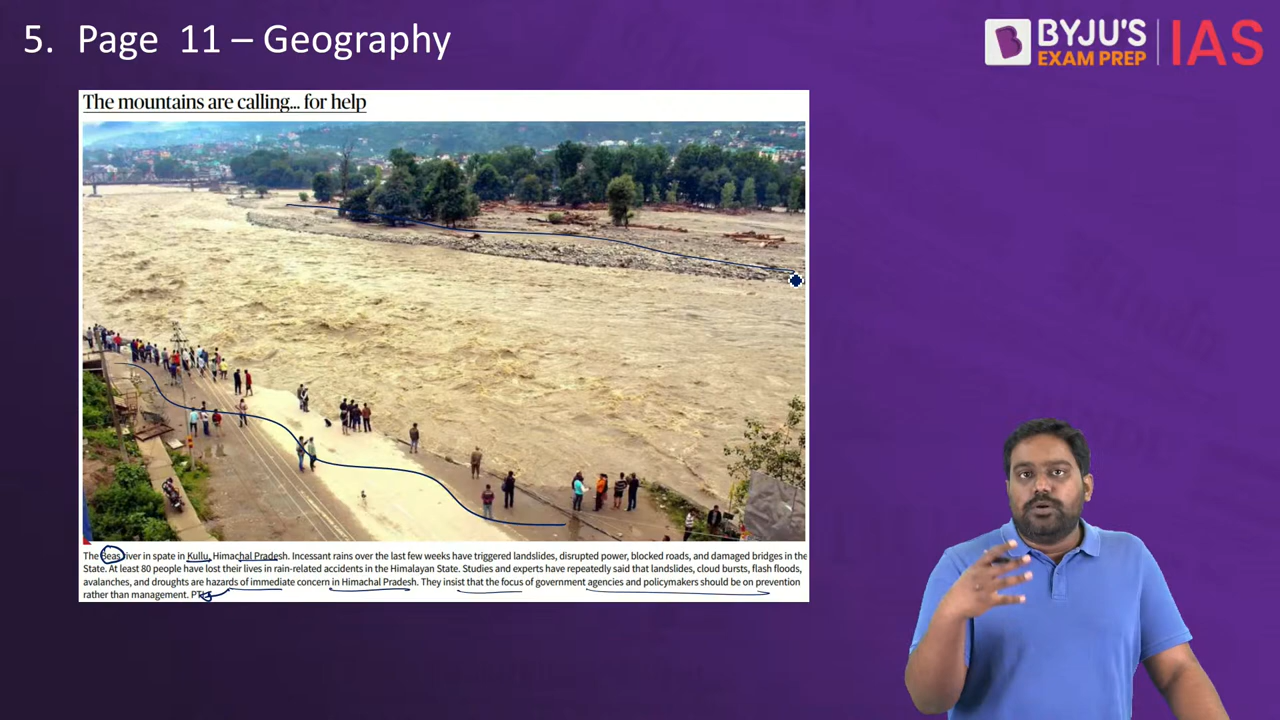 5. Page 11 – Geography
BYJU'S
EXAM PREP
IAS
The mountains are calling... for help
The Beas river in spate in Kullu, Himachal Pradesh. Incessant rains over the last few weeks have triggered landslides, disrupted power, blocked roads, and damaged bridges in the
State. At least 80 people have lost their lives in rain-related accidents in the Himalayan State. Studies and experts have repeatedly said that landslides, cloud bursts, flash floods,
avalanches, and droughts are hazards of immediate concern in Himachal Pradesh. They insist that the focus of government agencies and policymakers should be on prevention
rather than management. PTI